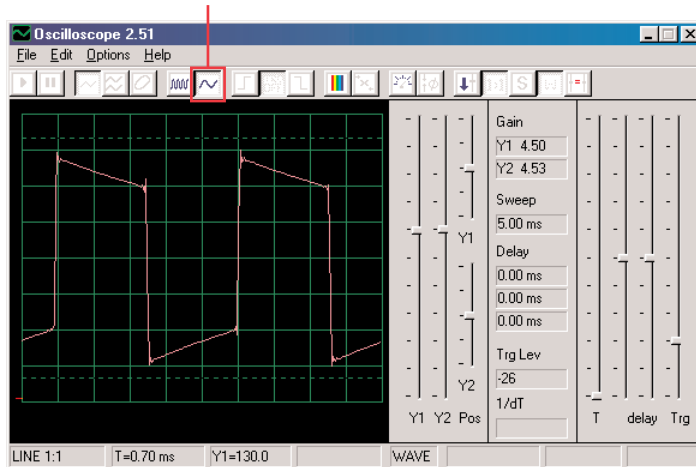 Oscilloscope 2.51
File Edit Options Help
Gain
Y1 4.50
Y2 4.53
Sweep
5.00 ms
Y1
Delay
0.00 ms
0.00 ms
0.00 ms
Trg Lev
-26
Y2
1/dT
Y1 Y2 Pos
T delay Trg
LINE 1:1 T=0.70 ms Y1=130.0 WAVE